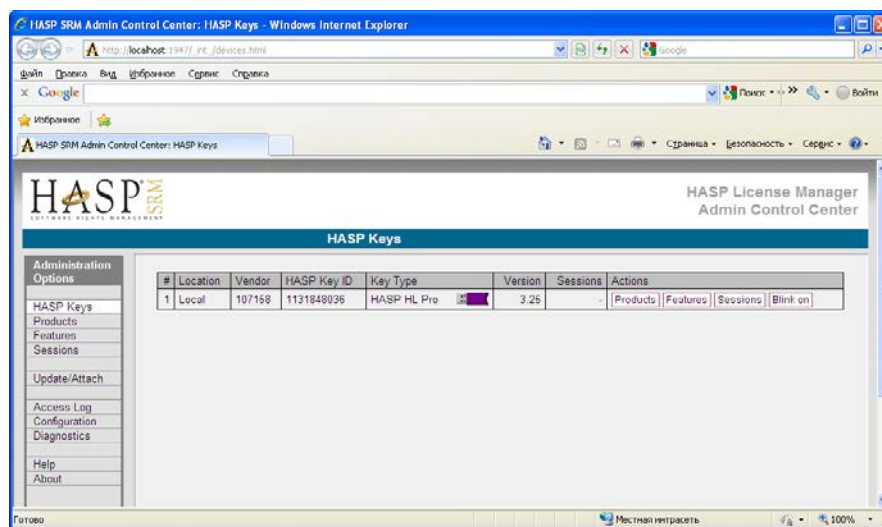 HASP SRM Admin Control Center: HASP Keys - Windows Internet Explorer
http://localhost:1947/_int_/devices.html
Google
Файл Правка Вид Избранное Сервис Справка
x Google
Поиск
Войти
Избранное
HASP SRM Admin Control Center: HASP Keys
Страница Безопасность Сервис
HASP SRM
SOFTWARE RIGHTS MANAGEMENT
HASP License Manager
Admin Control Center
HASP Keys
Administration
Options
HASP Keys
Products
Features
Sessions
Update/Attach
Access Log
Configuration
Diagnostics
Help
About
# Location Vendor HASP Key ID Key Type Version Sessions Actions
1 Local 107158 1131848036 HASP HL Pro 3.25 - Products Features Sessions Blink on
Готово
Местная интрасеть
100%